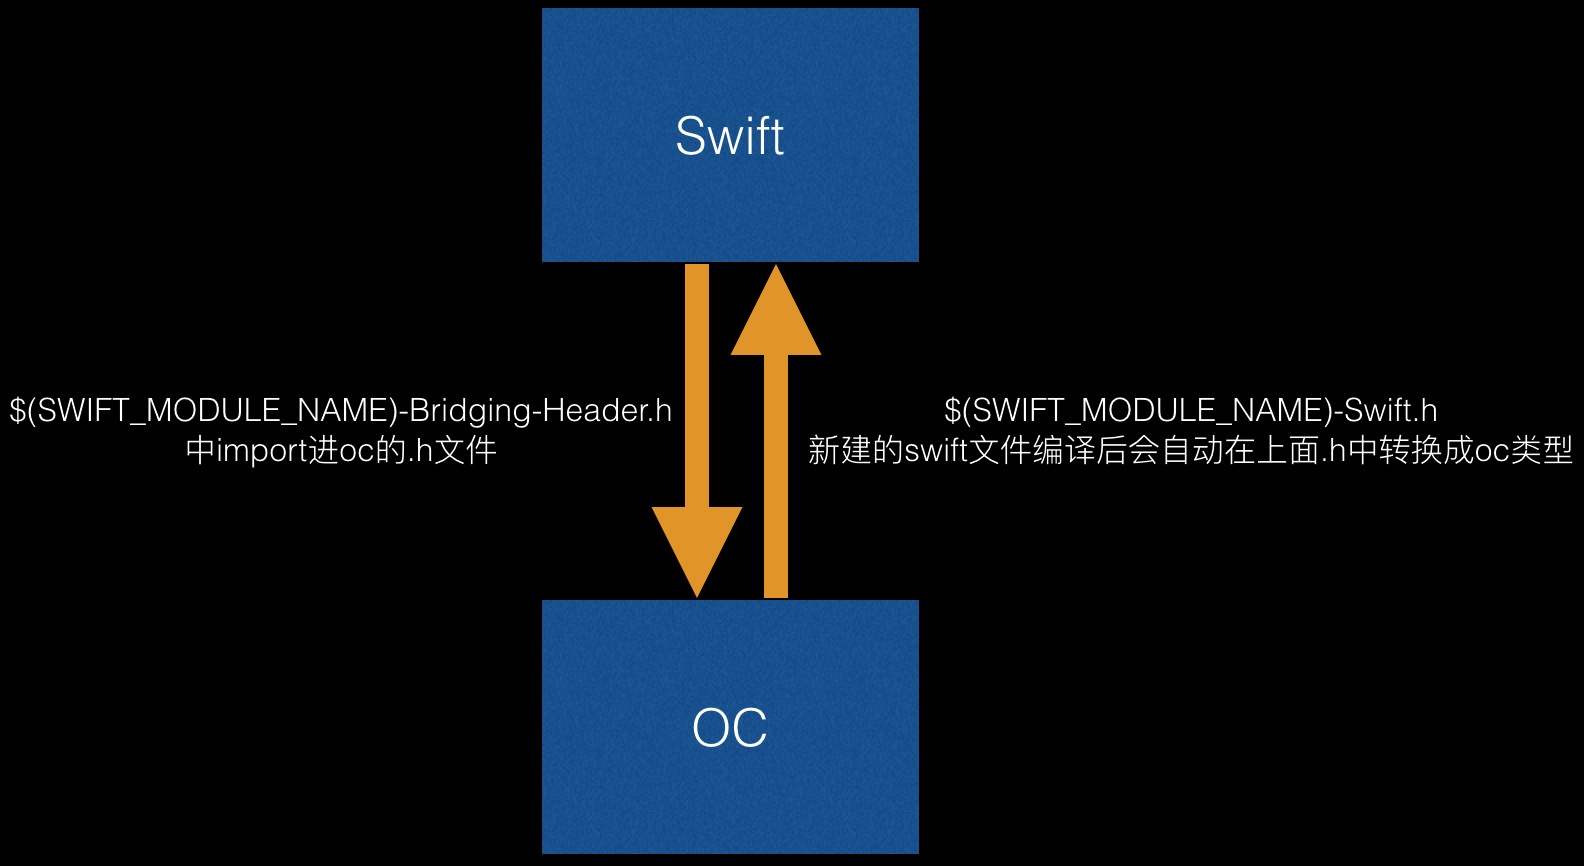 Swift
$(SWIFT_MODULE_NAME)-Bridging-Header.h
中import进oc的.h文件
$(SWIFT_MODULE_NAME)-Swift.h
新建的swift文件编译后会自动在上面.h中转换成oc类型
OC